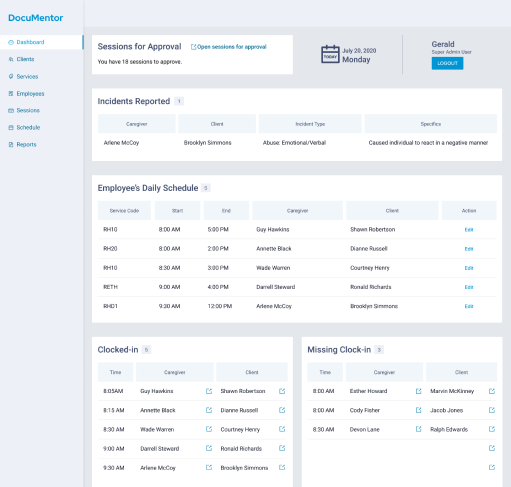 DocuMentor
Dashboard
Clients
Services
Employees
Sessions
Schedule
Reports
Sessions for Approval Open sessions for approval
You have 18 sessions to approve.
TODAY
July 20, 2020
Monday
Gerald
Super Admin User
LOGOUT
Incidents Reported 1
Caregiver Client Incident Type Specifics
Arlene McCoy Brooklyn Simmons Abuse: Emotional/Verbal Caused individual to react in a negative manner
Employee's Daily Schedule 5
Service Code Start End Caregiver Client Action
RH10 8:00 AM 5:00 PM Guy Hawkins Shawn Robertson Edit
RH20 8:00 AM 2:00 PM Annette Black Dianne Russell Edit
RH10 8:30 AM 3:00 PM Wade Warren Courtney Henry Edit
RETH 9:00 AM 4:00 PM Darrell Steward Ronald Richards Edit
RHD1 9:30 AM 12:00 PM Arlene McCoy Brooklyn Simmons Edit
Clocked-in 5
Time Caregiver Client
8:05AM Guy Hawkins Shawn Robertson
8:15 AM Annette Black Dianne Russell
8:30 AM Wade Warren Courtney Henry
9:00 AM Darrell Steward Ronald Richards
9:30 AM Arlene McCoy Brooklyn Simmons
Missing Clock-in 3
Time Caregiver Client
8:00 AM Esther Howard Marvin McKinney
8:00 AM Cody Fisher Jacob Jones
8:30 AM Devon Lane Ralph Edwards